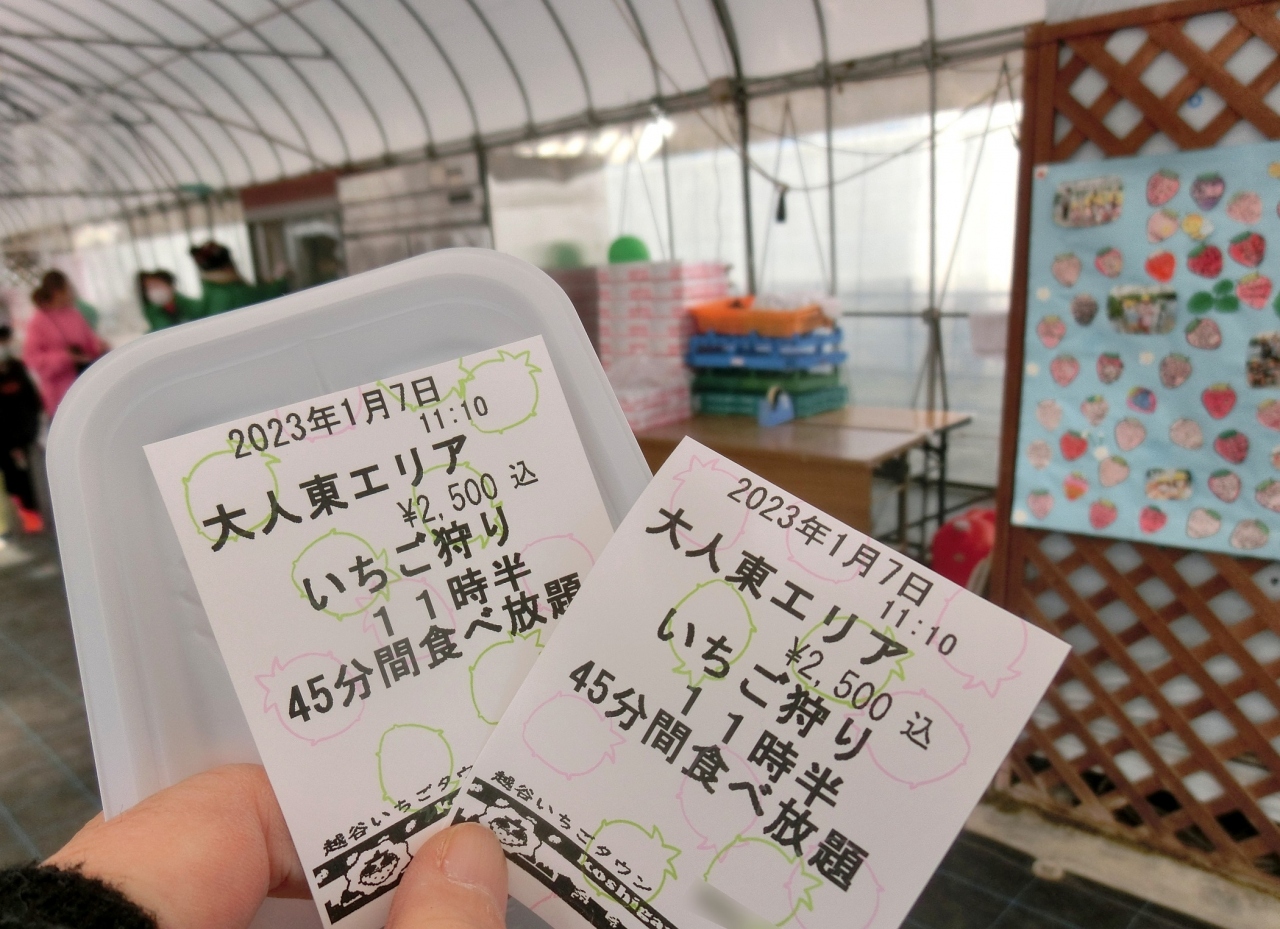 2023年1月7日
11:10
大人東エリア
¥2,500 込
いちご狩り
11時半
45分間食べ放題
越谷いちごタウン
2023年1月7日
11:10
大人東エリア
¥2,500 込
いちご狩り
11時半
45分間食べ放題
越谷いちごタウン